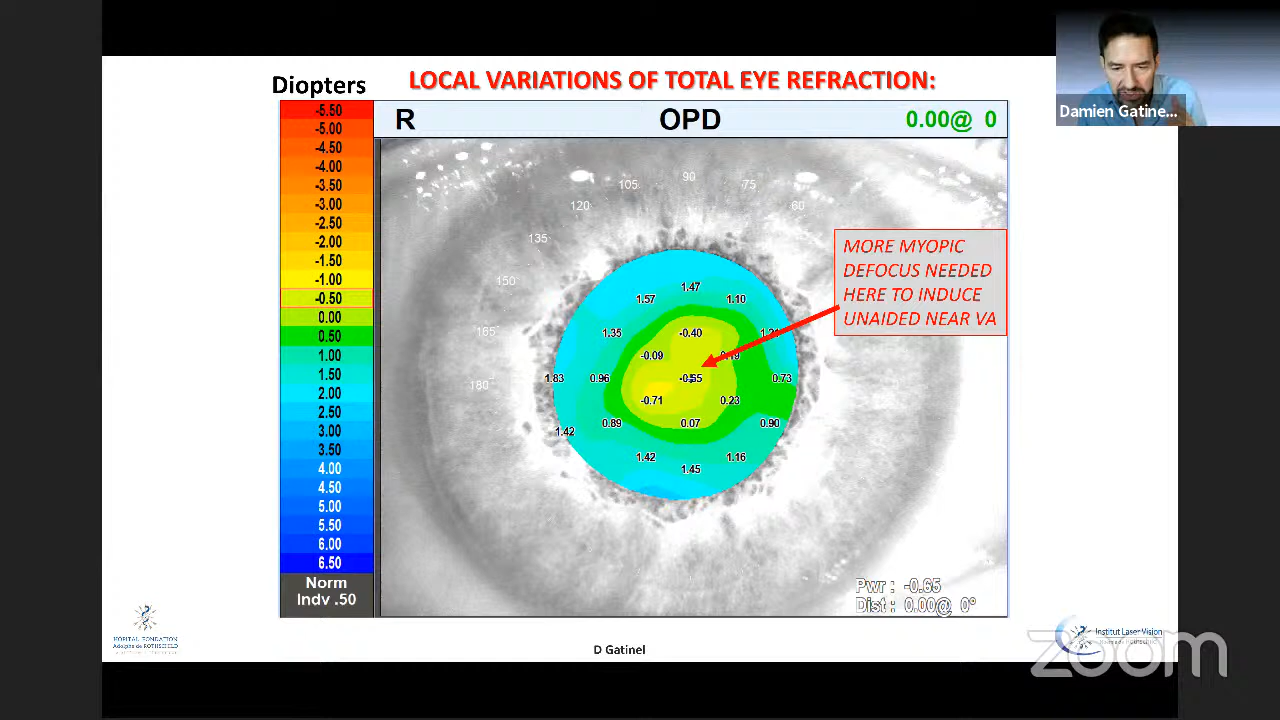 Damien Gatine...
LOCAL VARIATIONS OF TOTAL EYE REFRACTION:
Diopters
R
OPD
0.00@ 0
-5.50
-5.00
-4.50
-4.00
-3.50
-3.00
-2.50
-2.00
-1.50
-1.00
-0.50
0.00
0.50
1.00
1.50
2.00
2.50
3.00
3.50
4.00
4.50
5.00
5.50
6.00
6.50
Norm
Indv .50
90
105
75
120
60
135
150
165
180
MORE MYOPIC
DEFOCUS NEEDED
HERE TO INDUCE
UNAIDED NEAR VA
1.47
1.57
1.10
1.35
-0.40
-0.09
1.83
0.96
0.73
-0.71
0.23
0.89
0.07
0.90
1.42
1.42
1.16
1.45
Pwr : -0.65
Dist : 0.00@ 0°
HOPITAL FONDATION
Adolphe de ROTHSCHILD
D Gatinel
Institut Laser Vision
zoom